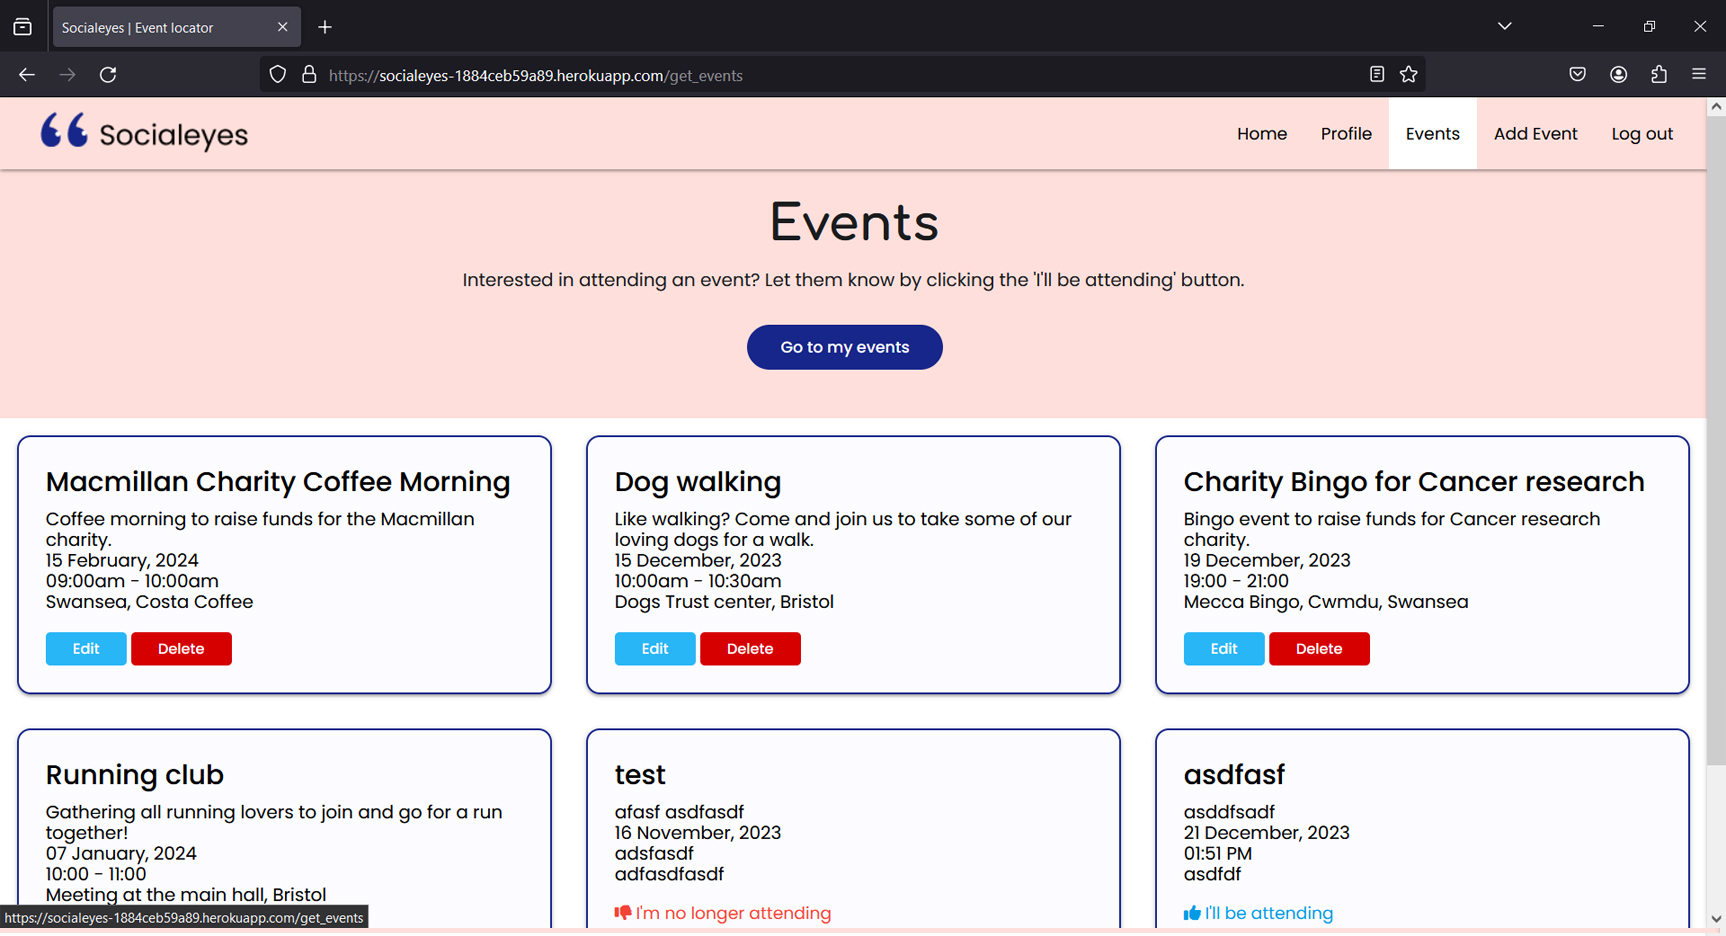 Socialeyes | Event locator
https://socialeyes-1884ceb59a89.herokuapp.com/get_events
Socialeyes
Home
Profile
Events
Add Event
Log out
Events
Interested in attending an event? Let them know by clicking the 'I'll be attending' button.
Go to my events
Macmillan Charity Coffee Morning
Coffee morning to raise funds for the Macmillan
charity.
15 February, 2024
09:00am - 10:00am
Swansea, Costa Coffee
Edit
Delete
Dog walking
Like walking? Come and join us to take some of our
loving dogs for a walk.
15 December, 2023
10:00am - 10:30am
Dogs Trust center, Bristol
Edit
Delete
Charity Bingo for Cancer research
Bingo event to raise funds for Cancer research
charity.
19 December, 2023
19:00 - 21:00
Mecca Bingo, Cwmdu, Swansea
Edit
Delete
Running club
Gathering all running lovers to join and go for a run
together!
07 January, 2024
10:00 - 11:00
Meeting at the main hall, Bristol
test
afasf asdfasdf
16 November, 2023
adsfasdf
adfasdfasdf
I'm no longer attending
asdfasf
asddfsadf
21 December, 2023
01:51 PM
asdfdf
I'll be attending
https://socialeyes-1884ceb59a89.herokuapp.com/get_events